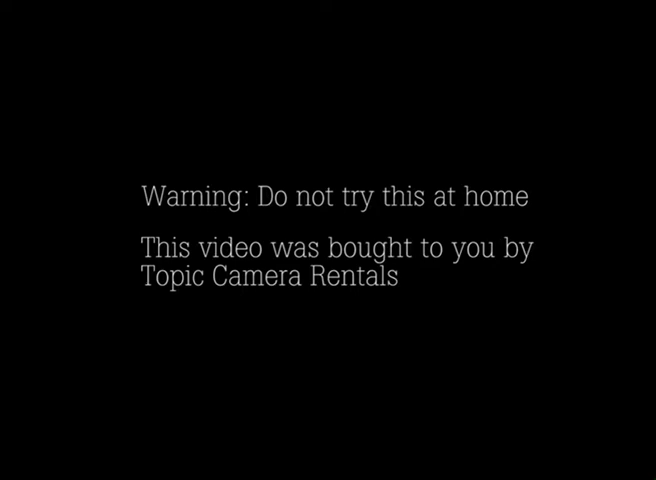 Warning: Do not try this at home
This video was bought to you by
Topic Camera Rentals